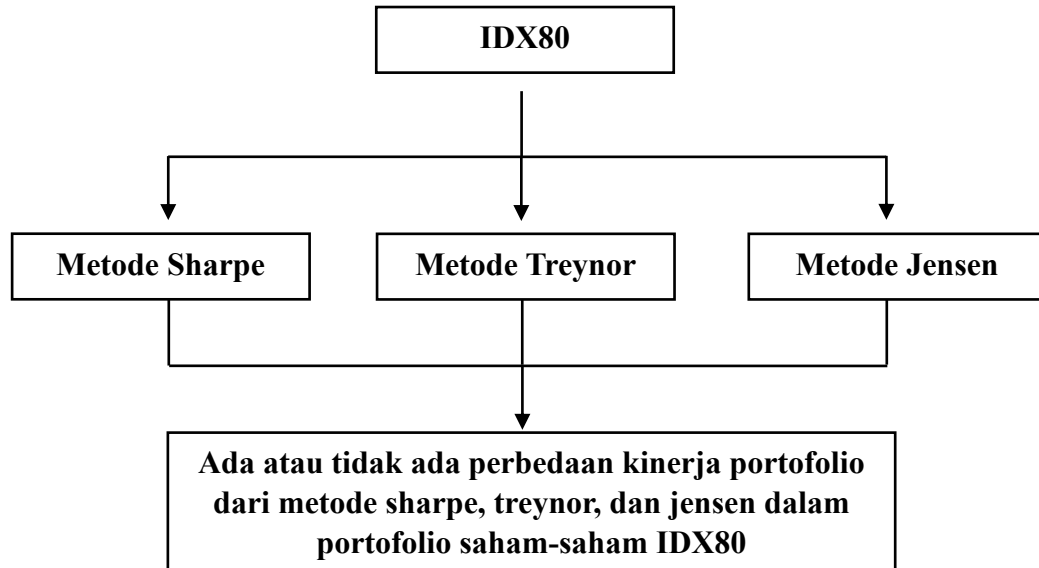 IDX80
Metode Sharpe
Metode Treynor
Metode Jensen
Ada atau tidak ada perbedaan kinerja portofolio
dari metode sharpe, treynor, dan jensen dalam
portofolio saham-saham IDX80